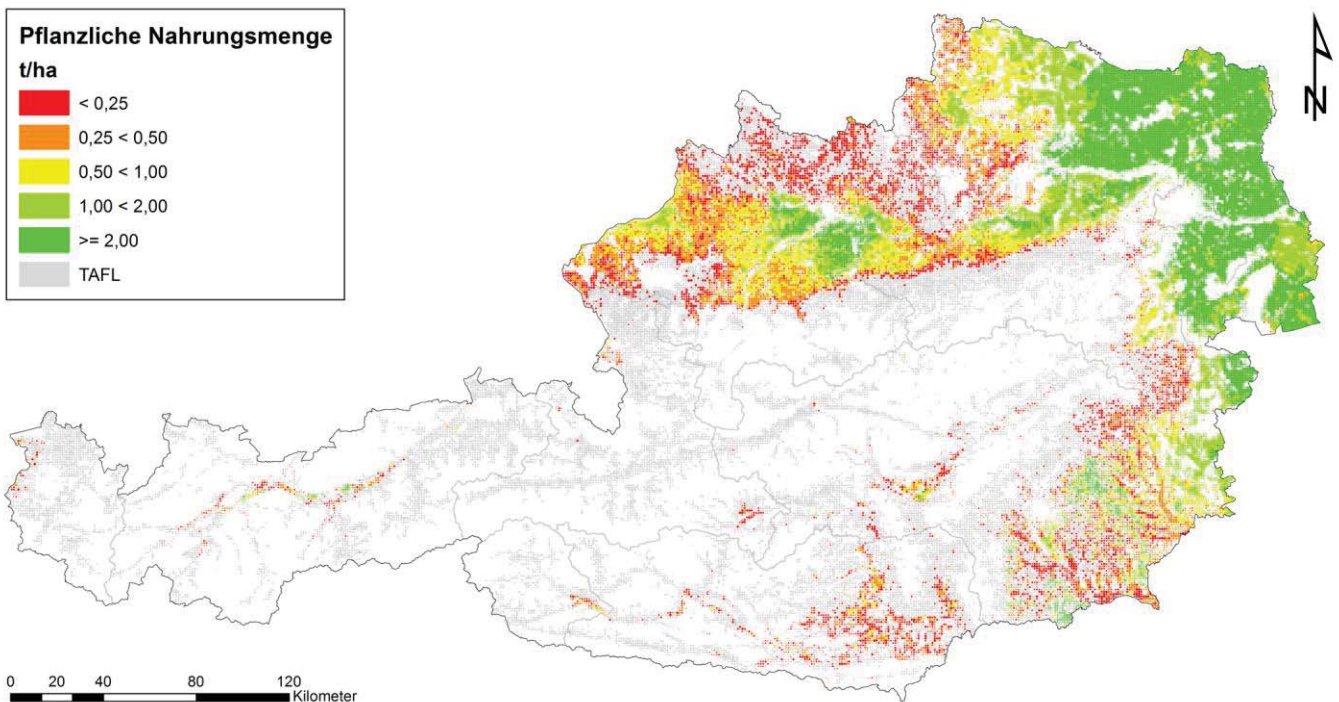 Pflanzliche Nahrungsmenge
t/ha
< 0,25
0,25 < 0,50
0,50 < 1,00
1,00 < 2,00
>= 2,00
TAFL
N
0 20 40 80 120
Kilometer